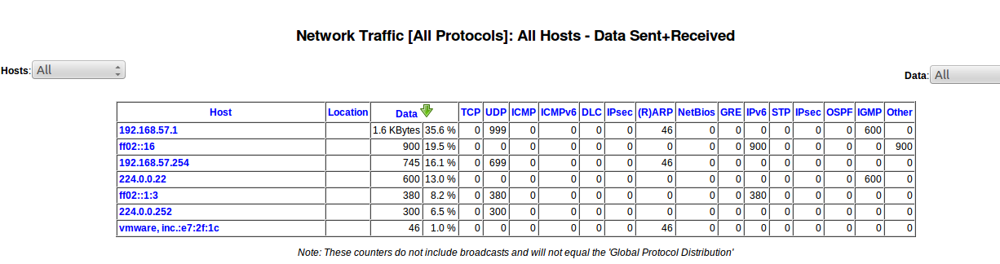 Network Traffic [All Protocols]: All Hosts - Data Sent+Received
Hosts: All
Data: All
Host Location Data TCP UDP ICMP ICMPv6 DLC IPsec (R)ARP NetBios GRE IPv6 STP IPsec OSPF IGMP Other
192.168.57.1 1.6 KBytes 35.6 % 0 999 0 0 0 0 46 0 0 0 0 0 0 600 0
ff02::16 900 19.5 % 0 0 0 0 0 0 0 0 0 900 0 0 0 0 900
192.168.57.254 745 16.1 % 0 699 0 0 0 0 46 0 0 0 0 0 0 0 0
224.0.0.22 600 13.0 % 0 0 0 0 0 0 0 0 0 0 0 0 0 600 0
ff02::1:3 380 8.2 % 0 380 0 0 0 0 0 0 0 380 0 0 0 0 0
224.0.0.252 300 6.5 % 0 300 0 0 0 0 0 0 0 0 0 0 0 0 0
vmware, inc.:e7:2f:1c 46 1.0 % 0 0 0 0 0 0 46 0 0 0 0 0 0 0 0
Note: These counters do not include broadcasts and will not equal the 'Global Protocol Distribution'